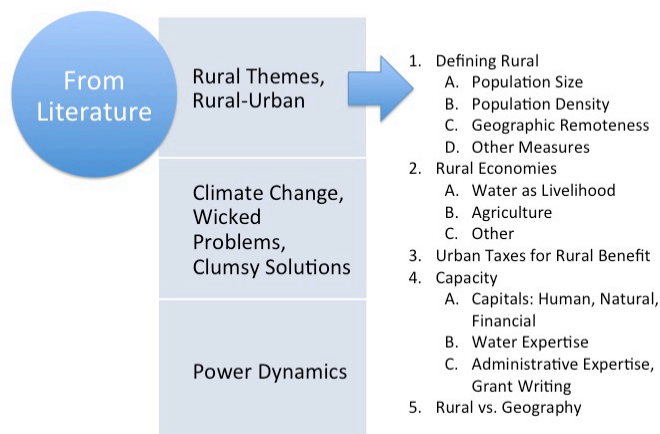 From
Literature
Rural Themes,
Rural-Urban
Climate Change,
Wicked
Problems,
Clumsy Solutions
Power Dynamics
1. Defining Rural
A. Population Size
B. Population Density
C. Geographic Remoteness
D. Other Measures
2. Rural Economies
A. Water as Livelihood
B. Agriculture
C. Other
3. Urban Taxes for Rural Benefit
4. Capacity
A. Capitals: Human, Natural,
Financial
B. Water Expertise
C. Administrative Expertise,
Grant Writing
5. Rural vs. Geography